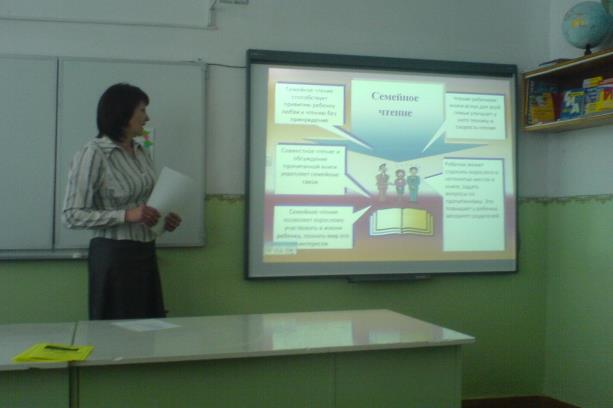 Семейное
чтение
Семейное чтение
способствует
привитию ребенку
любви к чтению без
принуждения
Совместное чтение и
обсуждение
прочитанной книги
укрепляет семейные
связи
Семейное чтение
позволяет взрослому
участвовать в жизни
ребенка, познать мир его
интересов
Чтение ребенком
книги вслух для всей
семьи улучшает у
него технику и
скорость чтения
Ребенок может
спросить взрослого о
непонятных местах в
книге, задать
вопросы по
прочитанному. Это
повышает у ребенка
родителей